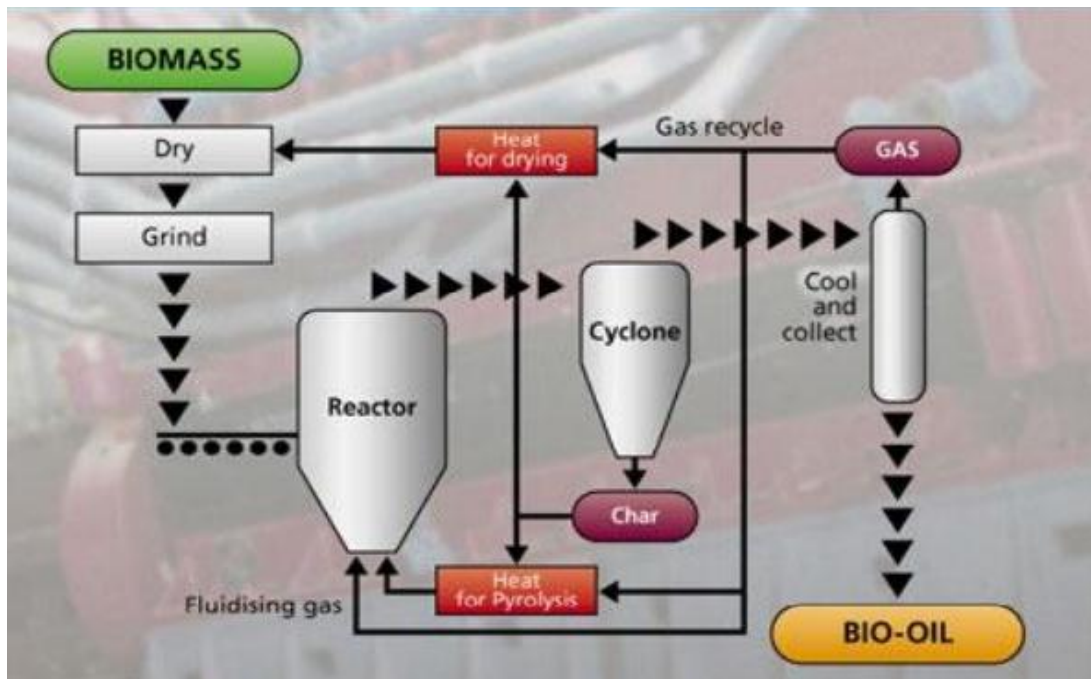 BIOMASS
Dry
Grind
Heat
for drying
Gas recycle
GAS
Cool
and
collect
Cyclone
Reactor
Char
Heat
for Pyrolysis
Fluidising gas
BIO-OIL